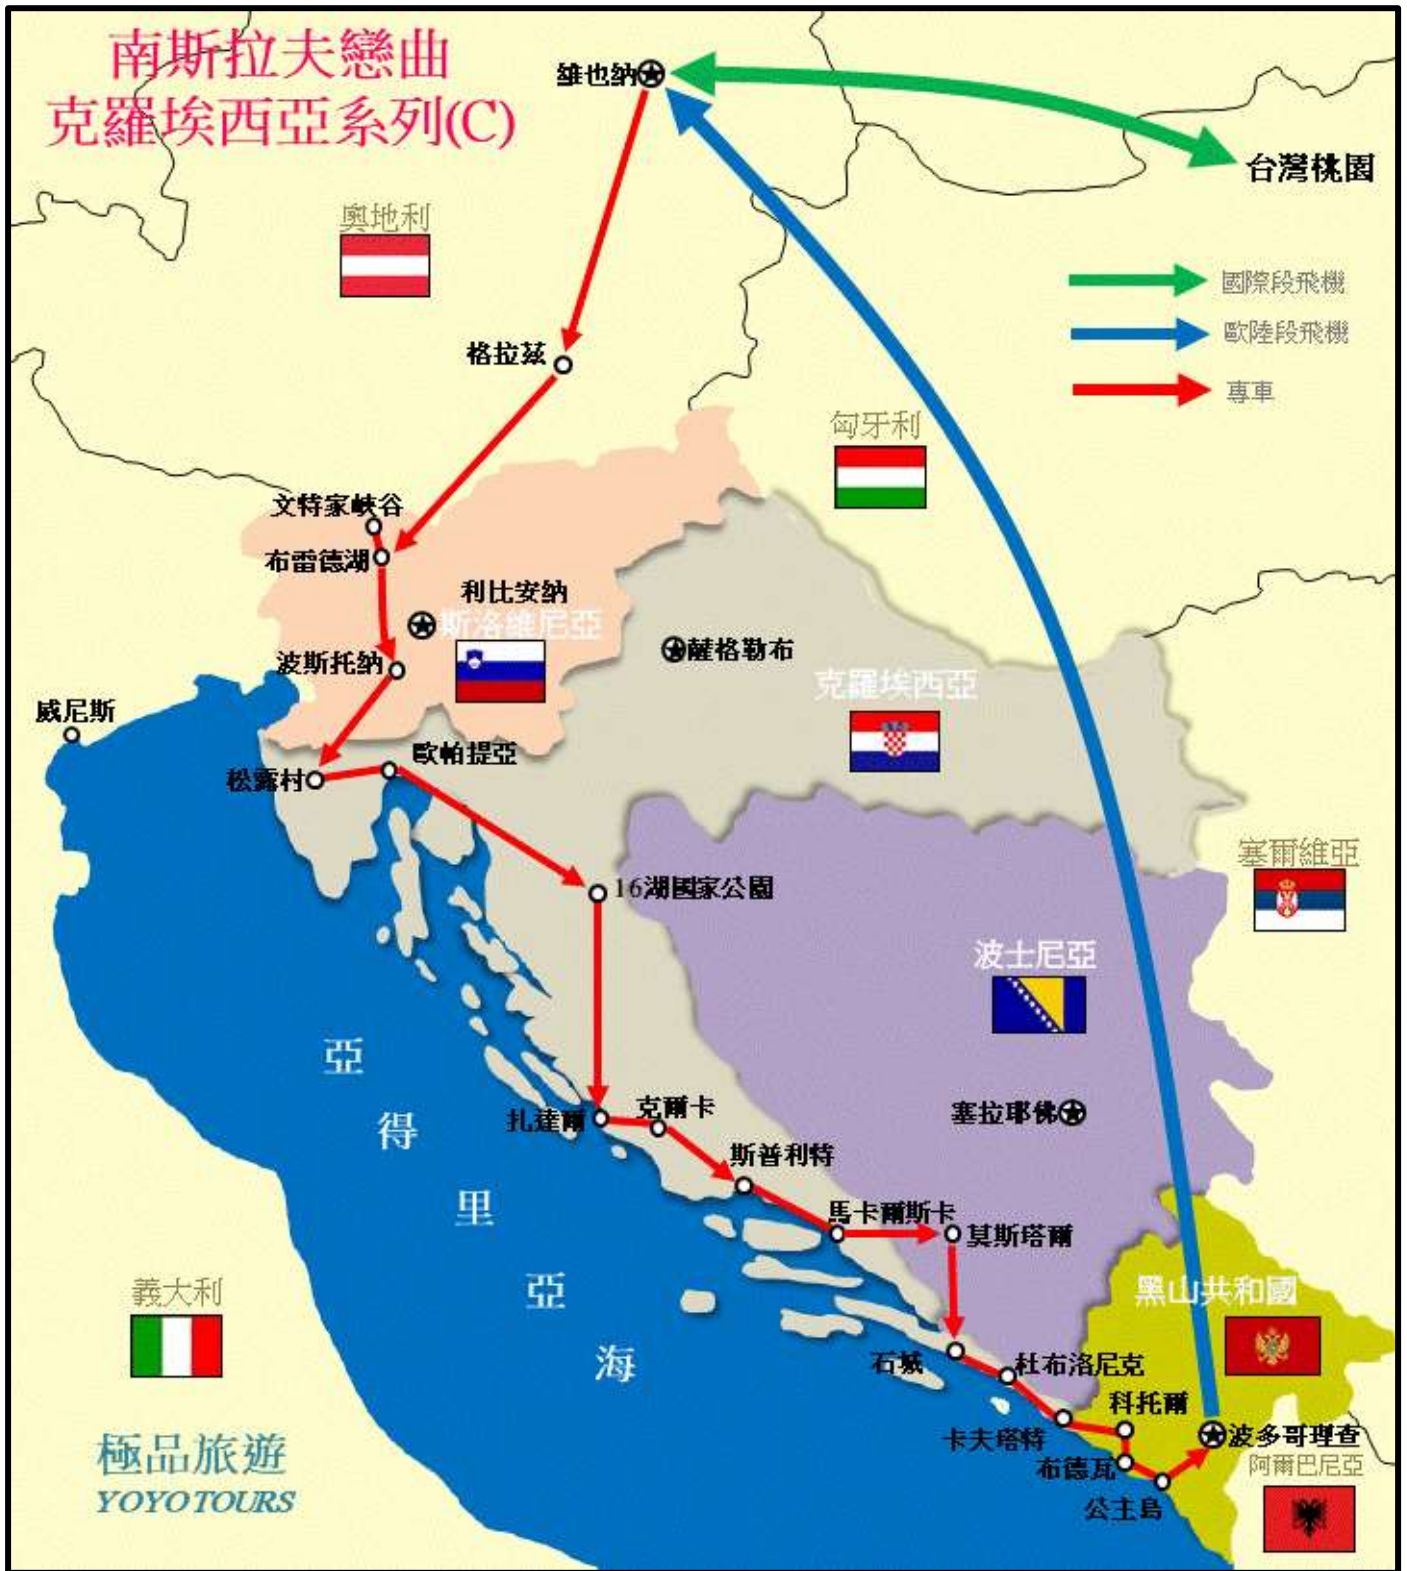 南斯拉夫戀曲
克羅埃西亞系列(C)
維也納
台灣桃園
奧地利
國際段飛機
歐陸段飛機
專車
格拉茲
匈牙利
文特家峽谷
布雷德湖
利比安納
斯洛維尼亞
薩格勒布
波斯托納
克羅埃西亞
威尼斯
歐帕提亞
松露村
塞爾維亞
16湖國家公園
波士尼亞
亞得里亞海
塞拉耶佛
扎達爾
克爾卡
斯普利特
馬卡爾斯卡
莫斯塔爾
義大利
黑山共和國
石城
杜布洛尼克
科托爾
卡夫塔特
波多哥理查
布德瓦
阿爾巴尼亞
公主島
極品旅遊
YOYO TOURS